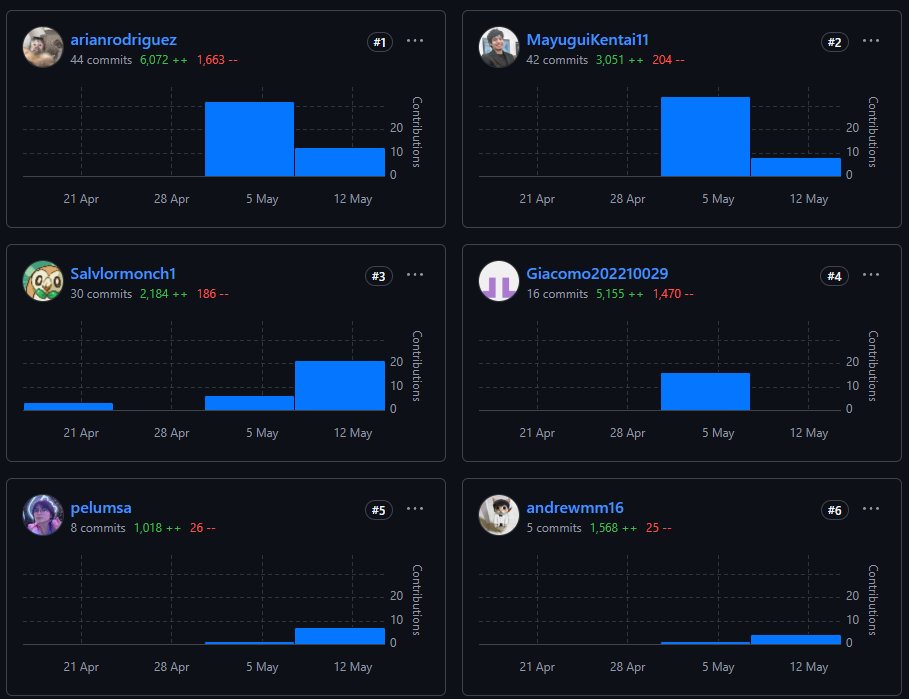 arianrodriguez
#1
44 commits 6,072 ++ 1,663 --
Contributions
20
10
0
21 Apr 28 Apr 5 May 12 May
MayuguiKentai11
#2
42 commits 3,051 ++ 204 --
Contributions
20
10
0
21 Apr 28 Apr 5 May 12 May
Salvlormonch1
#3
30 commits 2,184 ++ 186 --
Contributions
20
10
0
21 Apr 28 Apr 5 May 12 May
Giacomo202210029
#4
16 commits 5,155 ++ 1,470 --
Contributions
20
10
0
21 Apr 28 Apr 5 May 12 May
pelumsa
#5
8 commits 1,018 ++ 26 --
Contributions
20
10
0
21 Apr 28 Apr 5 May 12 May
andrewmm16
#6
5 commits 1,568 ++ 25 --
Contributions
20
10
0
21 Apr 28 Apr 5 May 12 May